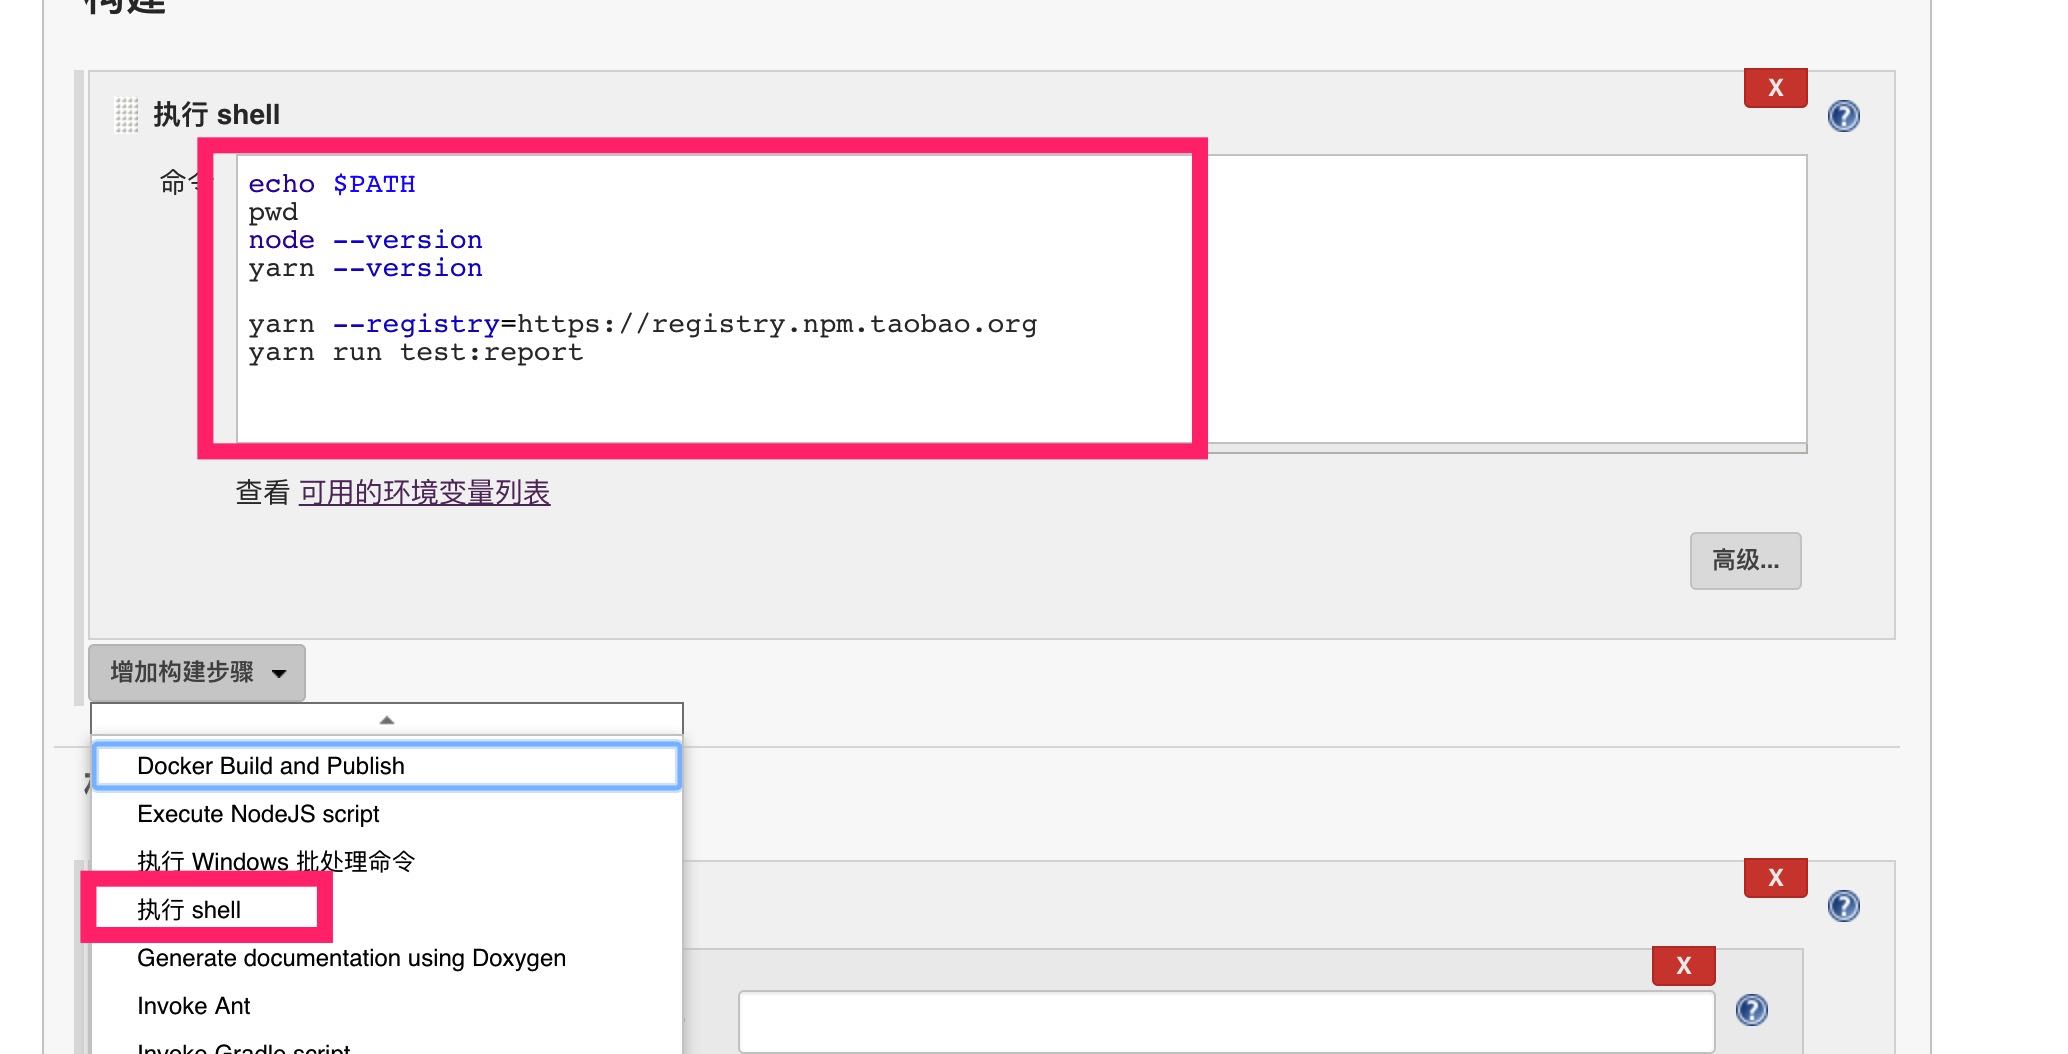 构建
X
执行 shell
命令
echo $PATH
pwd
node --version
yarn --version
yarn --registry=https://registry.npm.taobao.org
yarn run test:report
查看 可用的环境变量列表
高级...
增加构建步骤
Docker Build and Publish
Execute NodeJS script
执行 Windows 批处理命令
X
执行 shell
Generate documentation using Doxygen
X
Invoke Ant
Invoke Gradle script